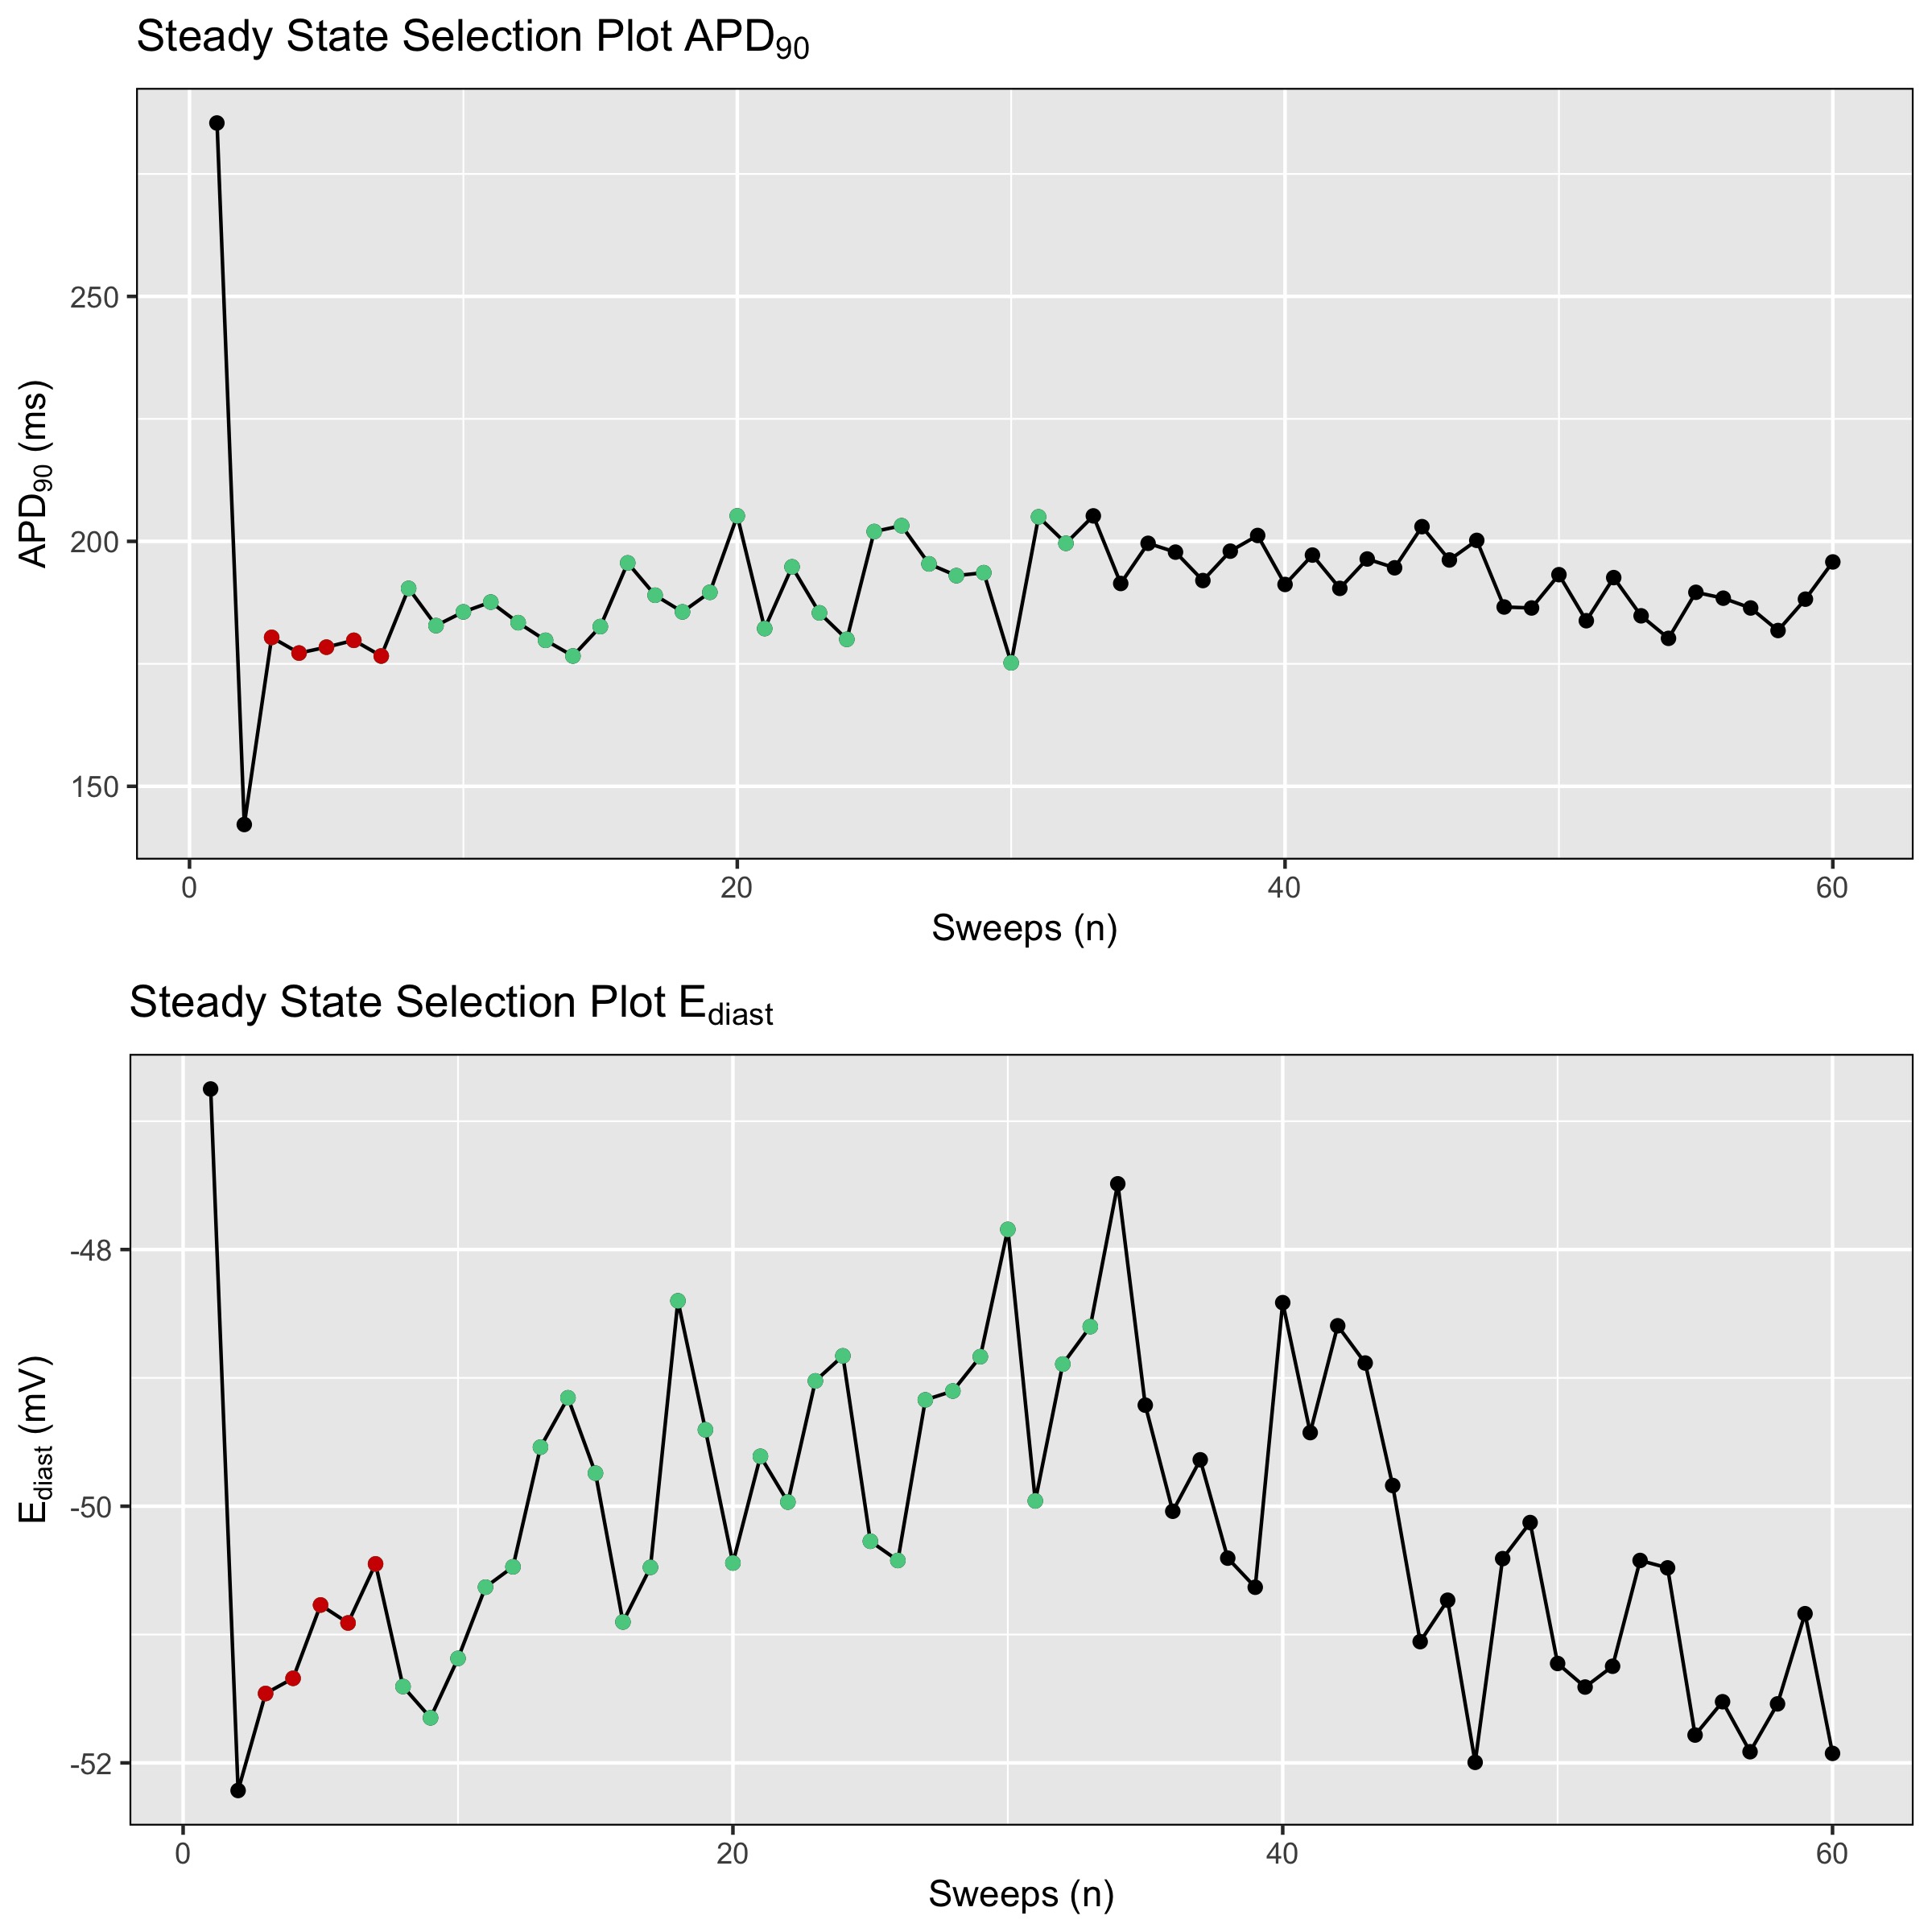 Steady State Selection Plot APD90
250
200
150
APD90 (ms)
0 20 40 60
Sweeps (n)
Steady State Selection Plot Ediast
-48
-50
-52
Ediast (mV)
0 20 40 60
Sweeps (n)